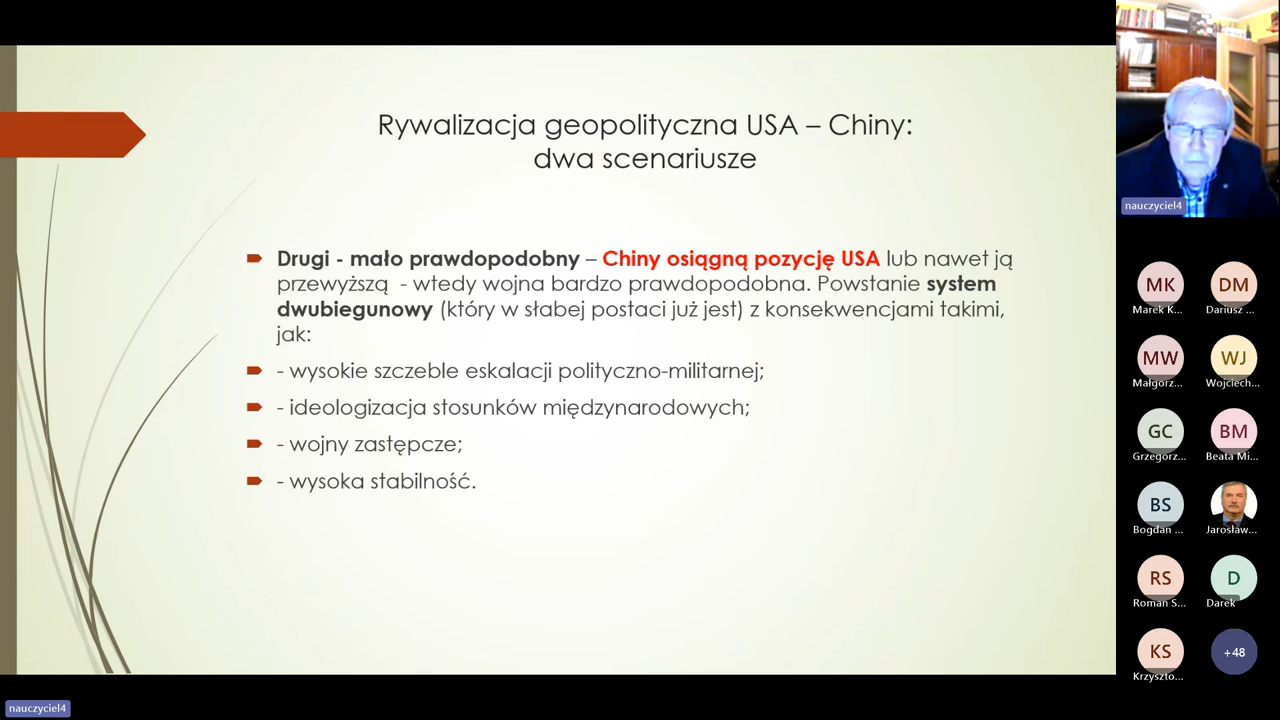 Rywalizacja geopolityczna USA – Chiny:
dwa scenariusze
Drugi - mało prawdopodobny – Chiny osiągną pozycję USA lub nawet ją
przewyższą - wtedy wojna bardzo prawdopodobna. Powstanie system
dwubiegunowy (który w słabej postaci już jest) z konsekwencjami takimi,
jak:
- wysokie szczeble eskalacji polityczno-militarnej;
- ideologizacja stosunków międzynarodowych;
- wojny zastępcze;
- wysoka stabilność.
nauczyciel4
nauczyciel4
MK
Marek K...
DM
Dariusz ...
MW
Małgorz...
WJ
Wojciech...
GC
Grzegorz...
BM
Beata Mi...
BS
Bogdan ...
Jarosław...
RS
Roman S...
D
Darek
KS
Krzyszto...
+48